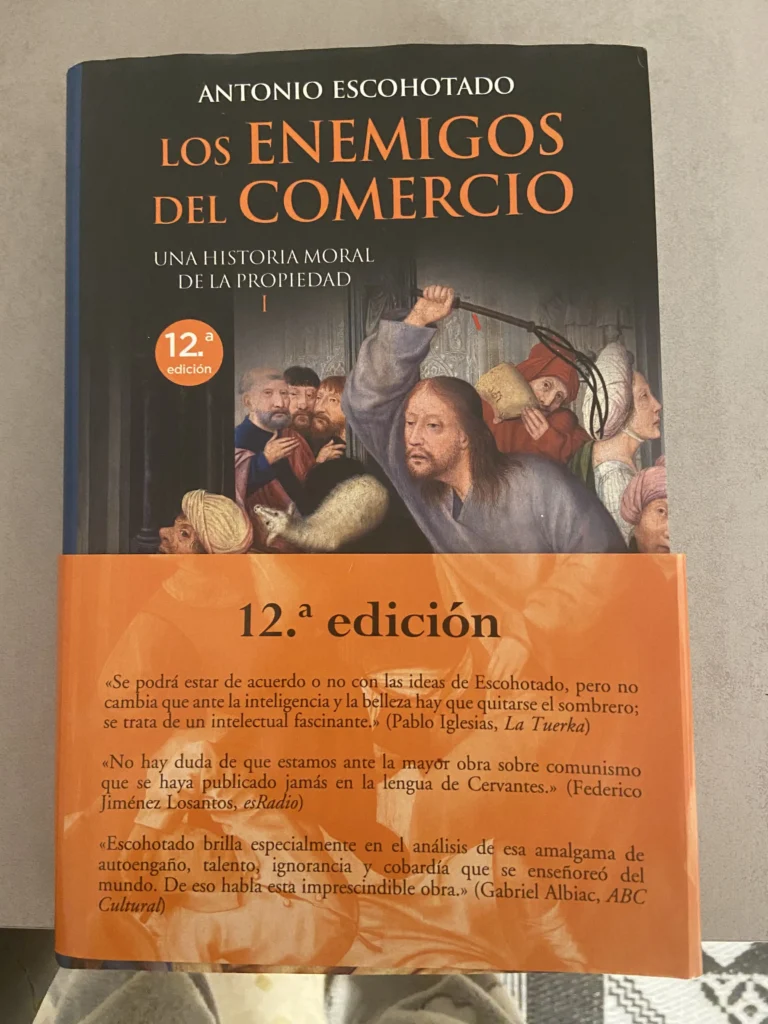 ANTONIO ESCOHOTADO
LOS ENEMIGOS
DEL COMERCIO
UNA HISTORIA MORAL
DE LA PROPIEDAD
I
12.ª
edición
12.ª edición
«Se podrá estar de acuerdo o no con las ideas de Escohotado, pero no
cambia que ante la inteligencia y la belleza hay que quitarse el sombrero;
se trata de un intelectual fascinante.» (Pablo Iglesias, La Tuerka)
«No hay duda de que estamos ante la mayor obra sobre comunismo
que se haya publicado jamás en la lengua de Cervantes.» (Federico
Jiménez Losantos, esRadio)
«Escohotado brilla especialmente en el análisis de esa amalgama de
autoengaño, talento, ignorancia y cobardía que se enseñoreó del
mundo. De eso habla esta imprescindible obra.» (Gabriel Albiac, ABC
Cultural)